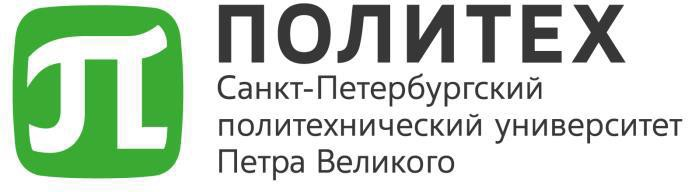 П
ПОЛИТЕХ
Санкт-Петербургский
политехнический университет
Петра Великого